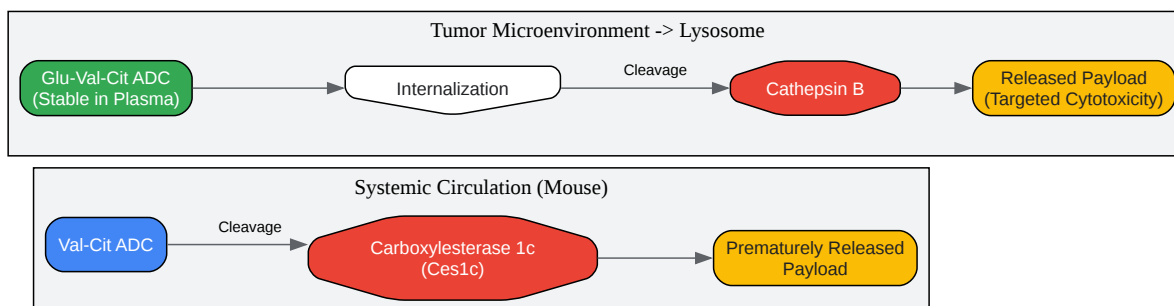 Tumor Microenvironment -> Lysosome
Glu-Val-Cit ADC
(Stable in Plasma)
Internalization
Cleavage
Cathepsin B
Released Payload
(Targeted Cytotoxicity)
Systemic Circulation (Mouse)
Val-Cit ADC
Cleavage
Carboxylesterase 1c
(Ces1c)
Prematurely Released
Payload